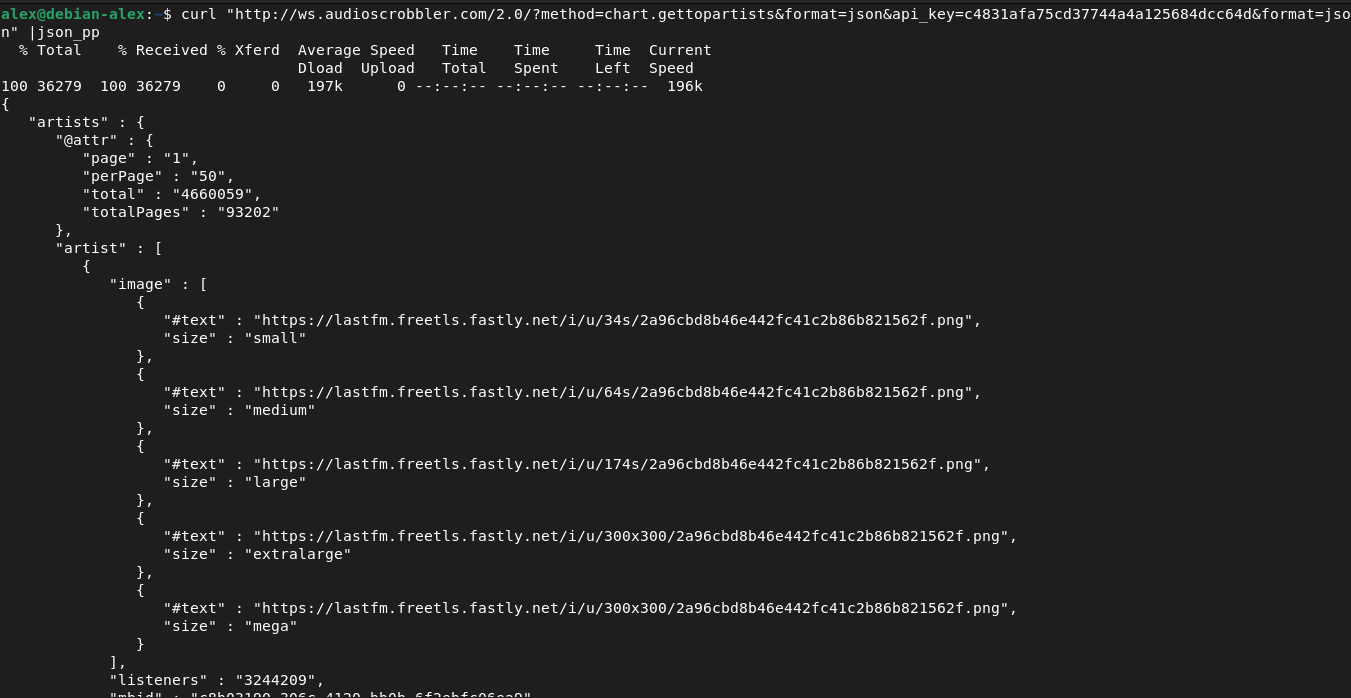 alex@debian-alex:~$ curl "http://ws.audioscrobbler.com/2.0/?method=chart.gettopartists&format=json&api_key=c4831afa75cd37744a4a125684dcc64d&format=jso
n" |json_pp
  % Total    % Received % Xferd  Average Speed   Time    Time     Time  Current
                                 Dload  Upload   Total   Spent    Left  Speed
100 36279  100 36279    0     0   197k      0 --:--:-- --:--:-- --:--:--  196k
{
   "artists" : {
      "@attr" : {
         "page" : "1",
         "perPage" : "50",
         "total" : "4660059",
         "totalPages" : "93202"
      },
      "artist" : [
         {
            "image" : [
               {
                  "#text" : "https://lastfm.freetls.fastly.net/i/u/34s/2a96cbd8b46e442fc41c2b86b821562f.png",
                  "size" : "small"
               },
               {
                  "#text" : "https://lastfm.freetls.fastly.net/i/u/64s/2a96cbd8b46e442fc41c2b86b821562f.png",
                  "size" : "medium"
               },
               {
                  "#text" : "https://lastfm.freetls.fastly.net/i/u/174s/2a96cbd8b46e442fc41c2b86b821562f.png",
                  "size" : "large"
               },
               {
                  "#text" : "https://lastfm.freetls.fastly.net/i/u/300x300/2a96cbd8b46e442fc41c2b86b821562f.png",
                  "size" : "extralarge"
               },
               {
                  "#text" : "https://lastfm.freetls.fastly.net/i/u/300x300/2a96cbd8b46e442fc41c2b86b821562f.png",
                  "size" : "mega"
               }
            ],
            "listeners" : "3244209",
            "mbid" :